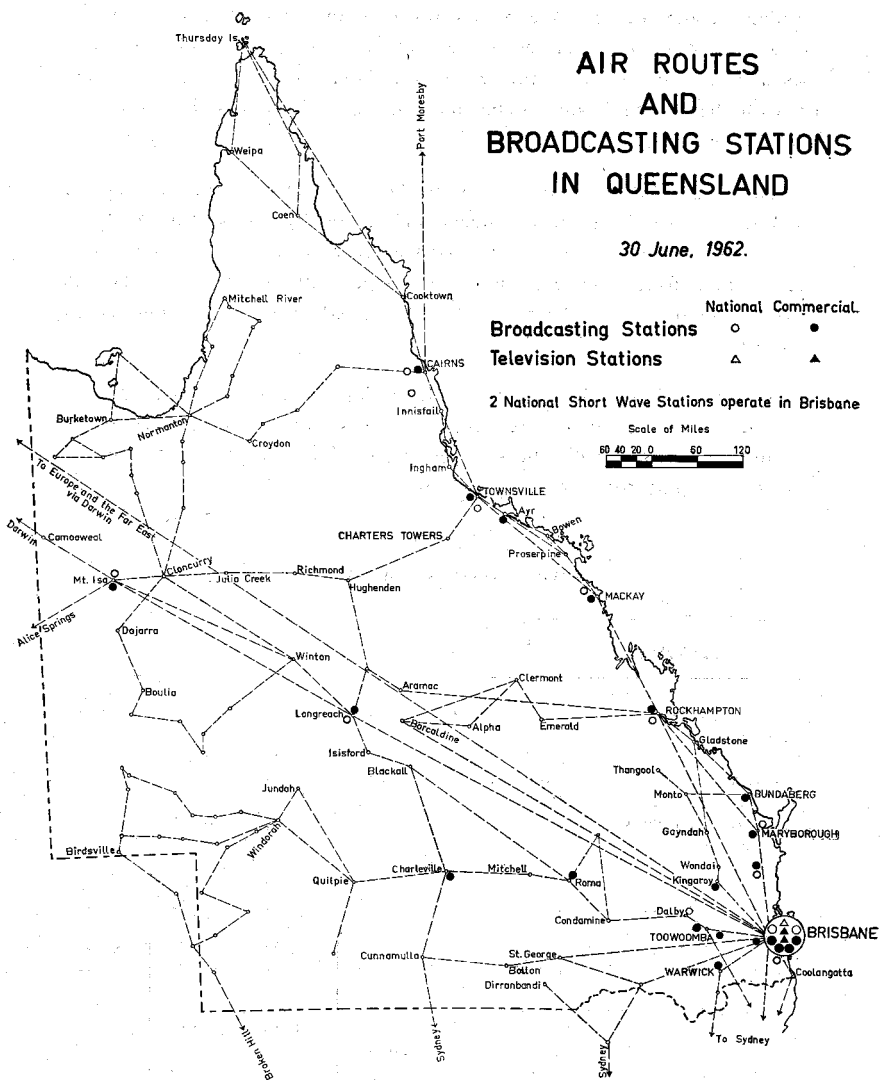 AIR ROUTES
AND
BROADCASTING STATIONS
IN QUEENSLAND
30 June, 1962.
National Commercial.
Broadcasting Stations
Television Stations
2 National Short Wave Stations operate in Brisbane
Scale of Miles
60 40 20 0 60 120
Thursday Is.
Port Moresby
Weipa
Coen
Cooktown
Mitchell River
CAIRNS
Innisfail
Burketown
Normanton
Croydon
Ingham
To Europe and the Far East
via Darwin
TOWNSVILLE
Ayr
Bowen
Darwin
Camooweal
CHARTERS TOWERS
Proserpine
Mt. Isa
Cloncurry
Julia Creek
Richmond
Hughenden
MACKAY
Alice Springs
Dajarra
Winton
Boulia
Aramac
Clermont
Longreach
Barcaldine
Alpha
Emerald
ROCKHAMPTON
Gladstone
Isisford
Blackall
Thangool
Jundah
Monto
BUNDABERG
Windorah
Gayndah
MARYBOROUGH
Birdsville
Quilpie
Charleville
Mitchell
Roma
Wondai
Kingaroy
Condamine
Dalby
TOOWOOMBA
BRISBANE
Cunnamulla
St. George
Bollon
Dirranbandi
WARWICK
Coolangatta
Broken Hill
Sydney
Sydney
To Sydney